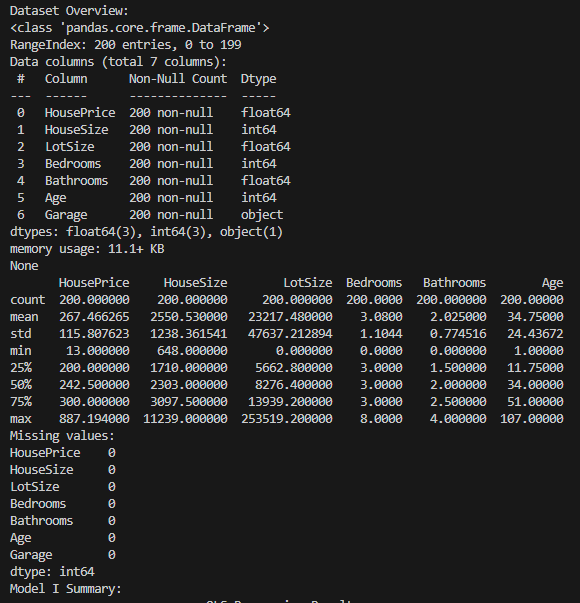 Dataset Overview:
<class 'pandas.core.frame.DataFrame'>
RangeIndex: 200 entries, 0 to 199
Data columns (total 7 columns):
 #   Column      Non-Null Count  Dtype
---  ------      --------------  -----
 0   HousePrice  200 non-null    float64
 1   HouseSize   200 non-null    int64
 2   LotSize     200 non-null    float64
 3   Bedrooms    200 non-null    int64
 4   Bathrooms   200 non-null    float64
 5   Age         200 non-null    int64
 6   Garage      200 non-null    object
dtypes: float64(3), int64(3), object(1)
memory usage: 11.1+ KB
None
       HousePrice     HouseSize        LotSize  Bedrooms   Bathrooms        Age
count  200.000000    200.000000     200.000000  200.0000  200.000000  200.00000
mean   267.466265   2550.530000   23217.480000    3.0800    2.025000   34.75000
std    115.807623   1238.361541   47637.212894    1.1044    0.774516   24.43672
min     13.000000    648.000000       0.000000    0.0000    0.000000    1.00000
25%    200.000000   1710.000000    5662.800000    3.0000    1.500000   11.75000
50%    242.500000   2303.000000    8276.400000    3.0000    2.000000   34.00000
75%    300.000000   3097.500000   13939.200000    3.0000    2.500000   51.00000
max    887.194000  11239.000000  253519.200000    8.0000    4.000000  107.00000
Missing values:
HousePrice    0
HouseSize     0
LotSize       0
Bedrooms      0
Bathrooms     0
Age           0
Garage        0
dtype: int64
Model I Summary: